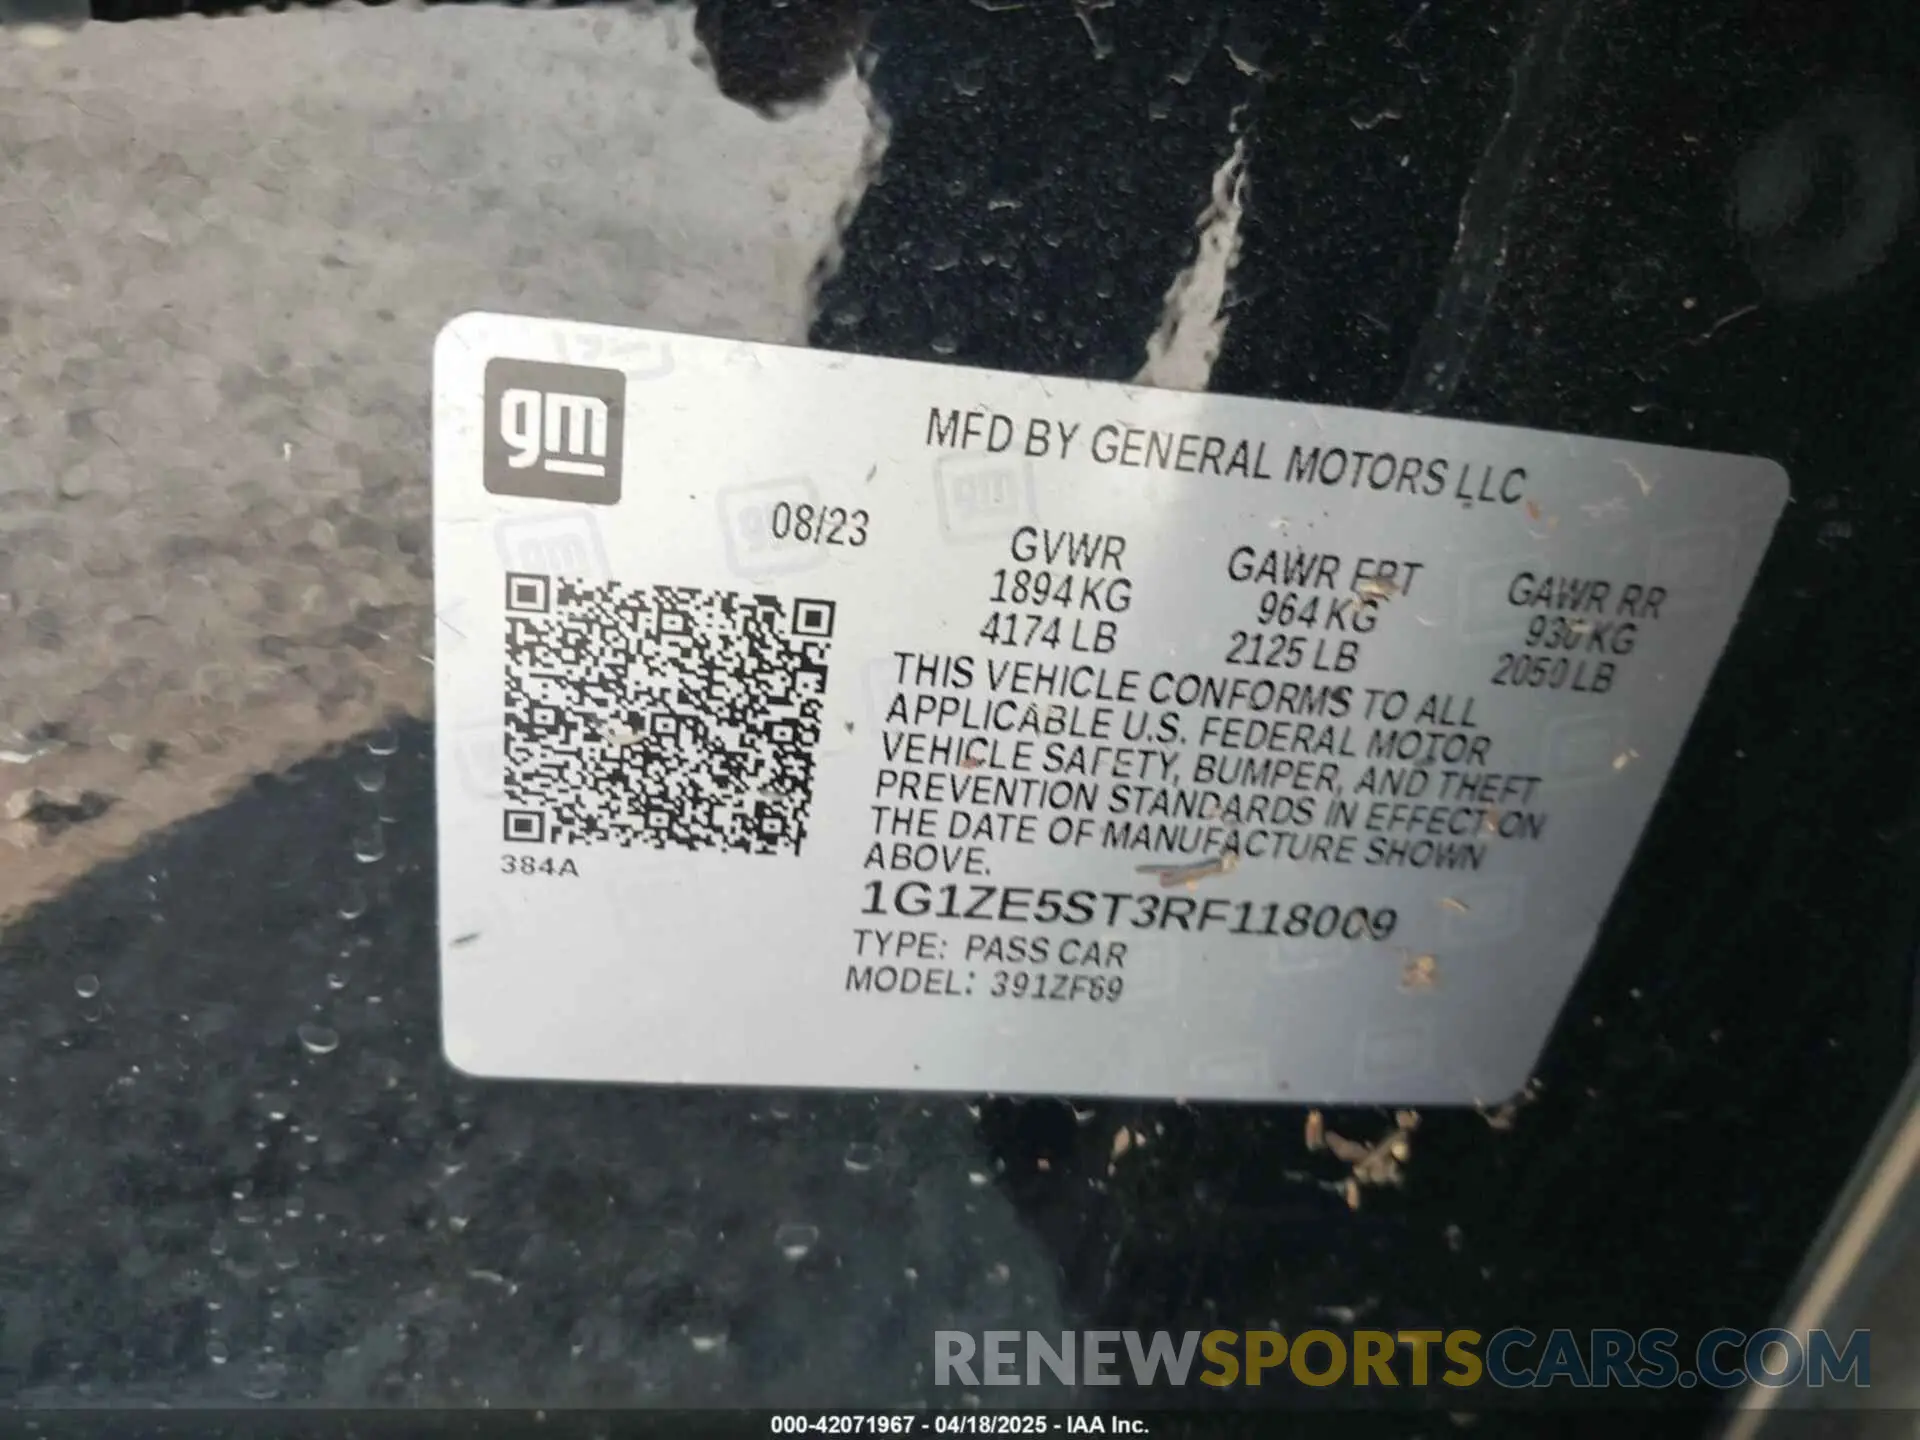 gm
MFD BY GENERAL MOTORS LLC
08/23
GVWR GAWR FRT GAWR RR
1894 KG 964 KG 930 KG
4174 LB 2125 LB 2050 LB
THIS VEHICLE CONFORMS TO ALL
APPLICABLE U.S. FEDERAL MOTOR
VEHICLE SAFETY, BUMPER, AND THEFT
PREVENTION STANDARDS IN EFFECT ON
THE DATE OF MANUFACTURE SHOWN
ABOVE.
384A
1G1ZE5ST3RF118009
TYPE: PASS CAR
MODEL: 391ZF69
RENEWSPORTSCARS.COM
000-42071967 - 04/18/2025 - IAA Inc.